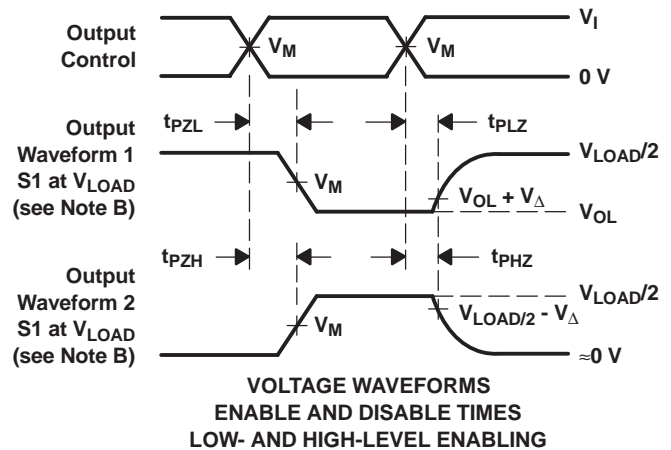 Output
Control
V_M
V_M
V_I
0 V
t_PZL
t_PLZ
Output
Waveform 1
S1 at V_LOAD
(see Note B)
V_M
V_OL + V_Δ
V_LOAD/2
V_OL
t_PZH
t_PHZ
Output
Waveform 2
S1 at V_LOAD
(see Note B)
V_M
V_LOAD/2 - V_Δ
V_LOAD/2
≈0 V
VOLTAGE WAVEFORMS
ENABLE AND DISABLE TIMES
LOW- AND HIGH-LEVEL ENABLING